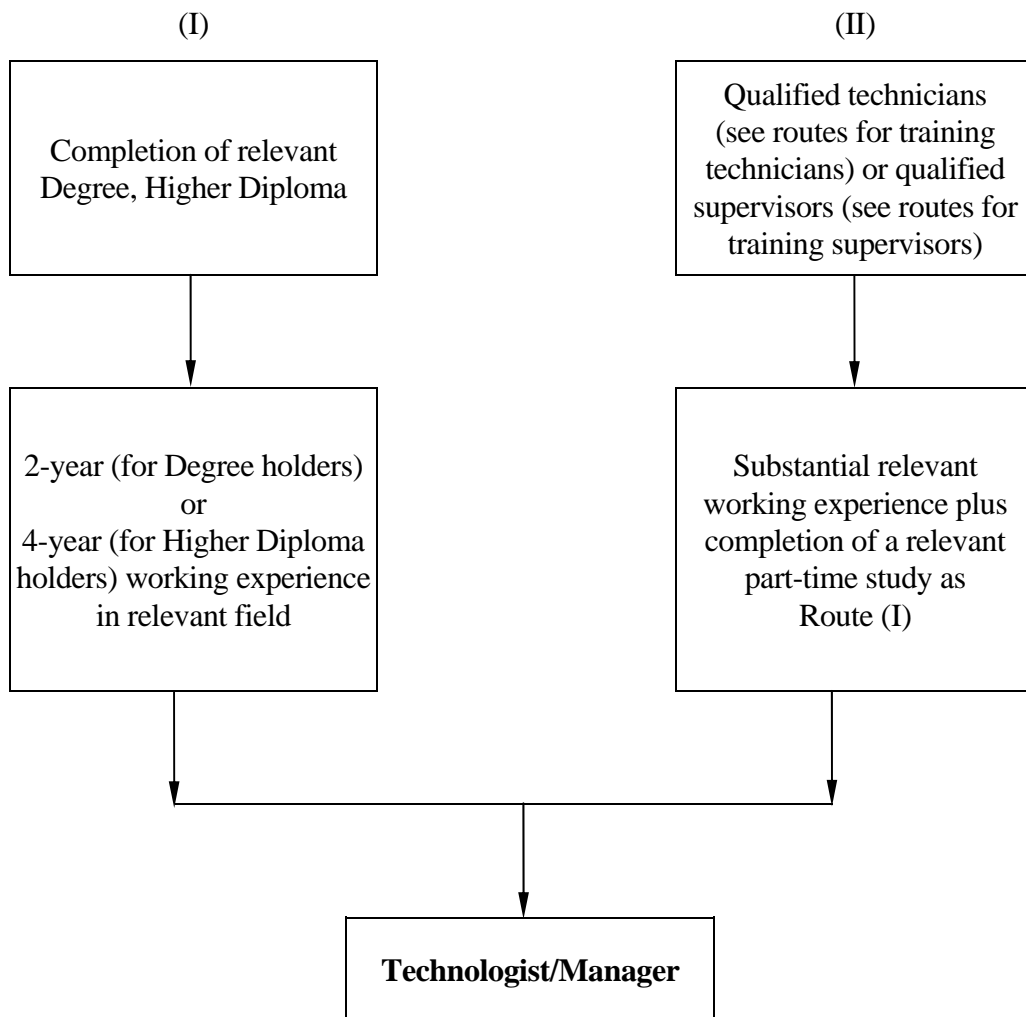 (I)
Completion of relevant
Degree, Higher Diploma
2-year (for Degree holders)
or
4-year (for Higher Diploma
holders) working experience
in relevant field
(II)
Qualified technicians
(see routes for training
technicians) or qualified
supervisors (see routes for
training supervisors)
Substantial relevant
working experience plus
completion of a relevant
part-time study as
Route (I)
Technologist/Manager